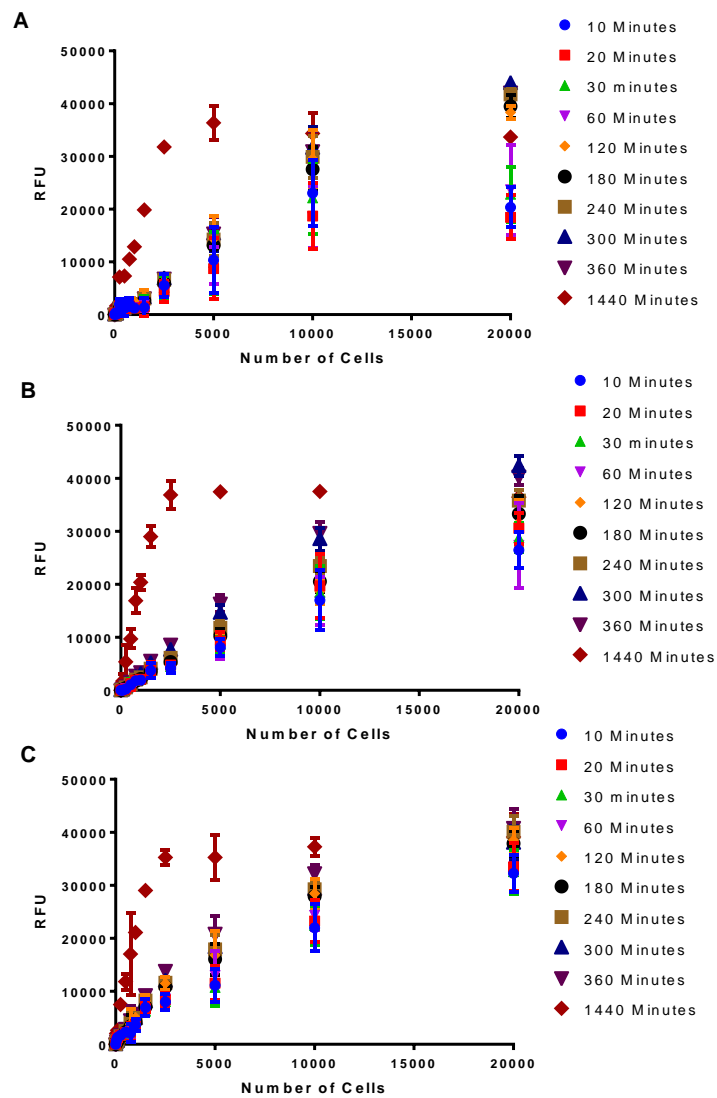 A
50000
40000
30000
20000
10000
0
RFU
0
5000
10000
15000
20000
Number of Cells
10 Minutes
20 Minutes
30 minutes
60 Minutes
120 Minutes
180 Minutes
240 Minutes
300 Minutes
360 Minutes
1440 Minutes
B
50000
40000
30000
20000
10000
0
RFU
0
5000
10000
15000
20000
Number of Cells
10 Minutes
20 Minutes
30 minutes
60 Minutes
120 Minutes
180 Minutes
240 Minutes
300 Minutes
360 Minutes
1440 Minutes
C
50000
40000
30000
20000
10000
0
RFU
0
5000
10000
15000
20000
Number of Cells
10 Minutes
20 Minutes
30 minutes
60 Minutes
120 Minutes
180 Minutes
240 Minutes
300 Minutes
360 Minutes
1440 Minutes